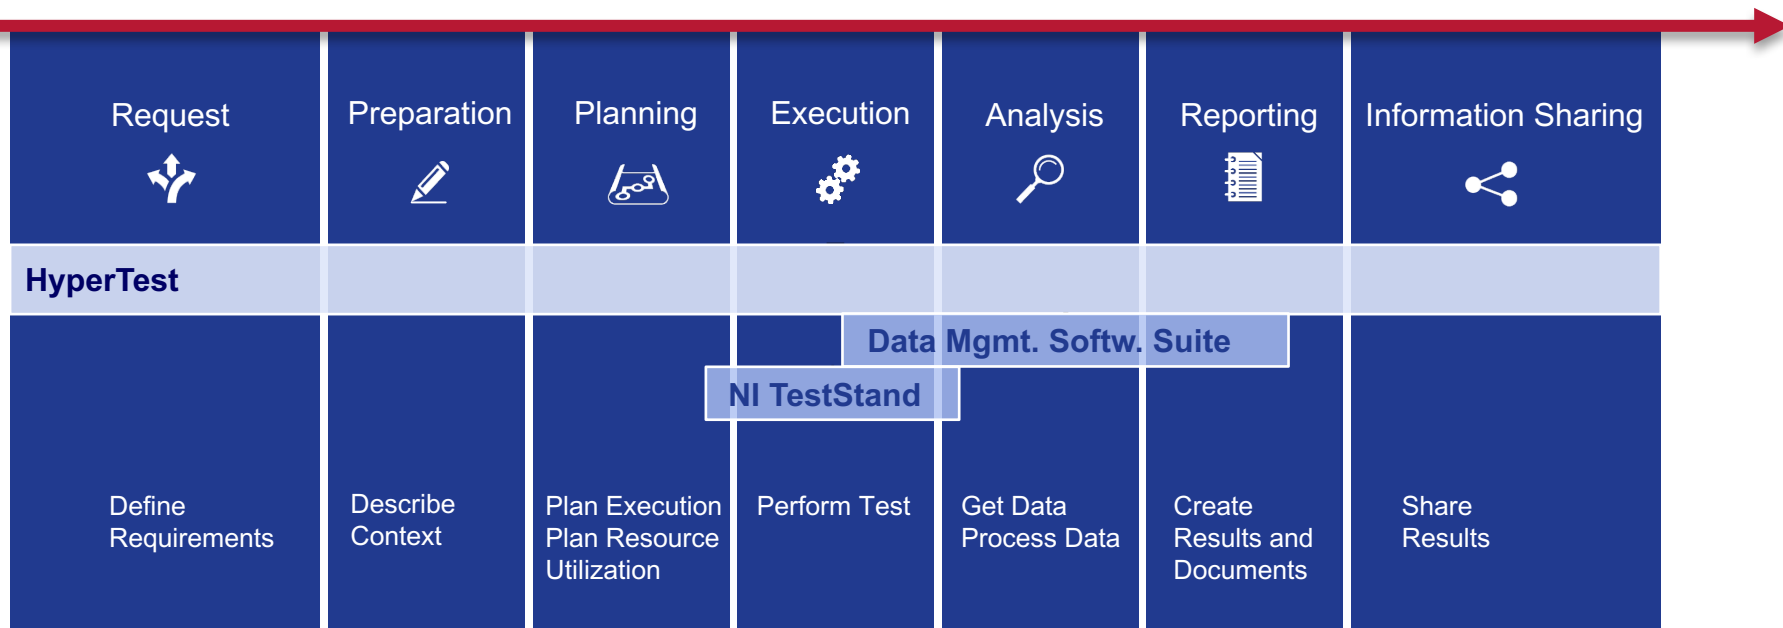 Request
Preparation
Planning
Execution
Analysis
Reporting
Information Sharing
HyperTest
Data Mgmt. Softw. Suite
NI TestStand
Define
Requirements
Describe
Context
Plan Execution
Plan Resource
Utilization
Perform Test
Get Data
Process Data
Create
Results and
Documents
Share
Results